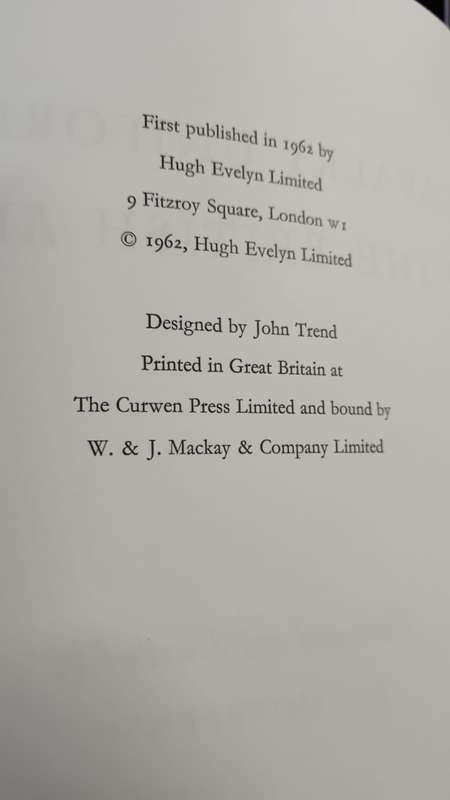 First published in 1962 by
Hugh Evelyn Limited
9 Fitzroy Square, London W1
© 1962, Hugh Evelyn Limited
Designed by John Trend
Printed in Great Britain at
The Curwen Press Limited and bound by
W. & J. Mackay & Company Limited